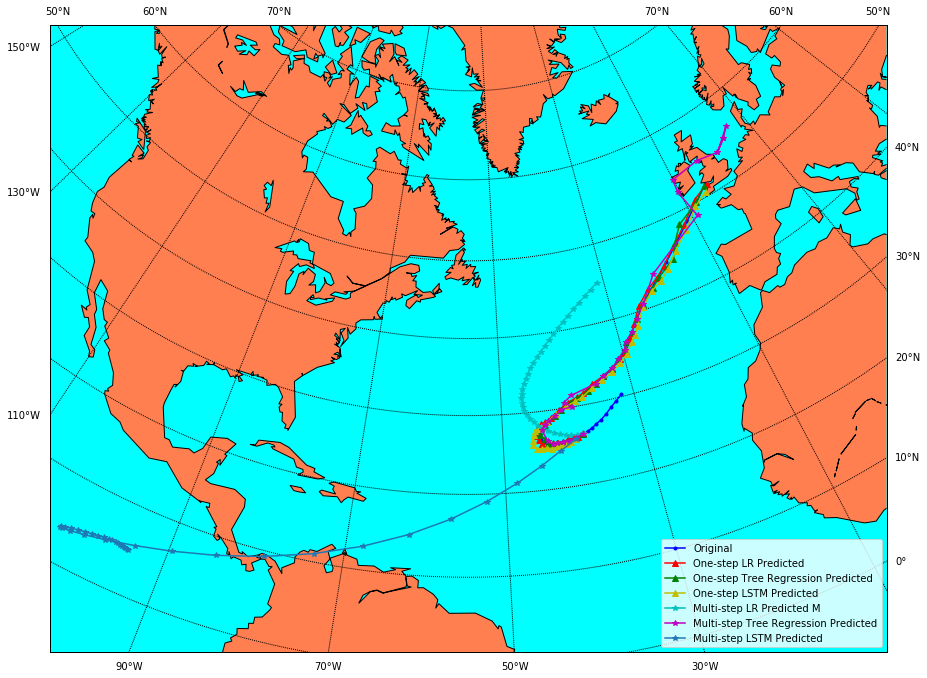 50°N 60°N 70°N 70°N 60°N 50°N
150°W
40°N
130°W
30°N
20°N
110°W
10°N
Original
0°
One-step LR Predicted
One-step Tree Regression Predicted
One-step LSTM Predicted
Multi-step LR Predicted M
Multi-step Tree Regression Predicted
Multi-step LSTM Predicted
90°W 70°W 50°W 30°W